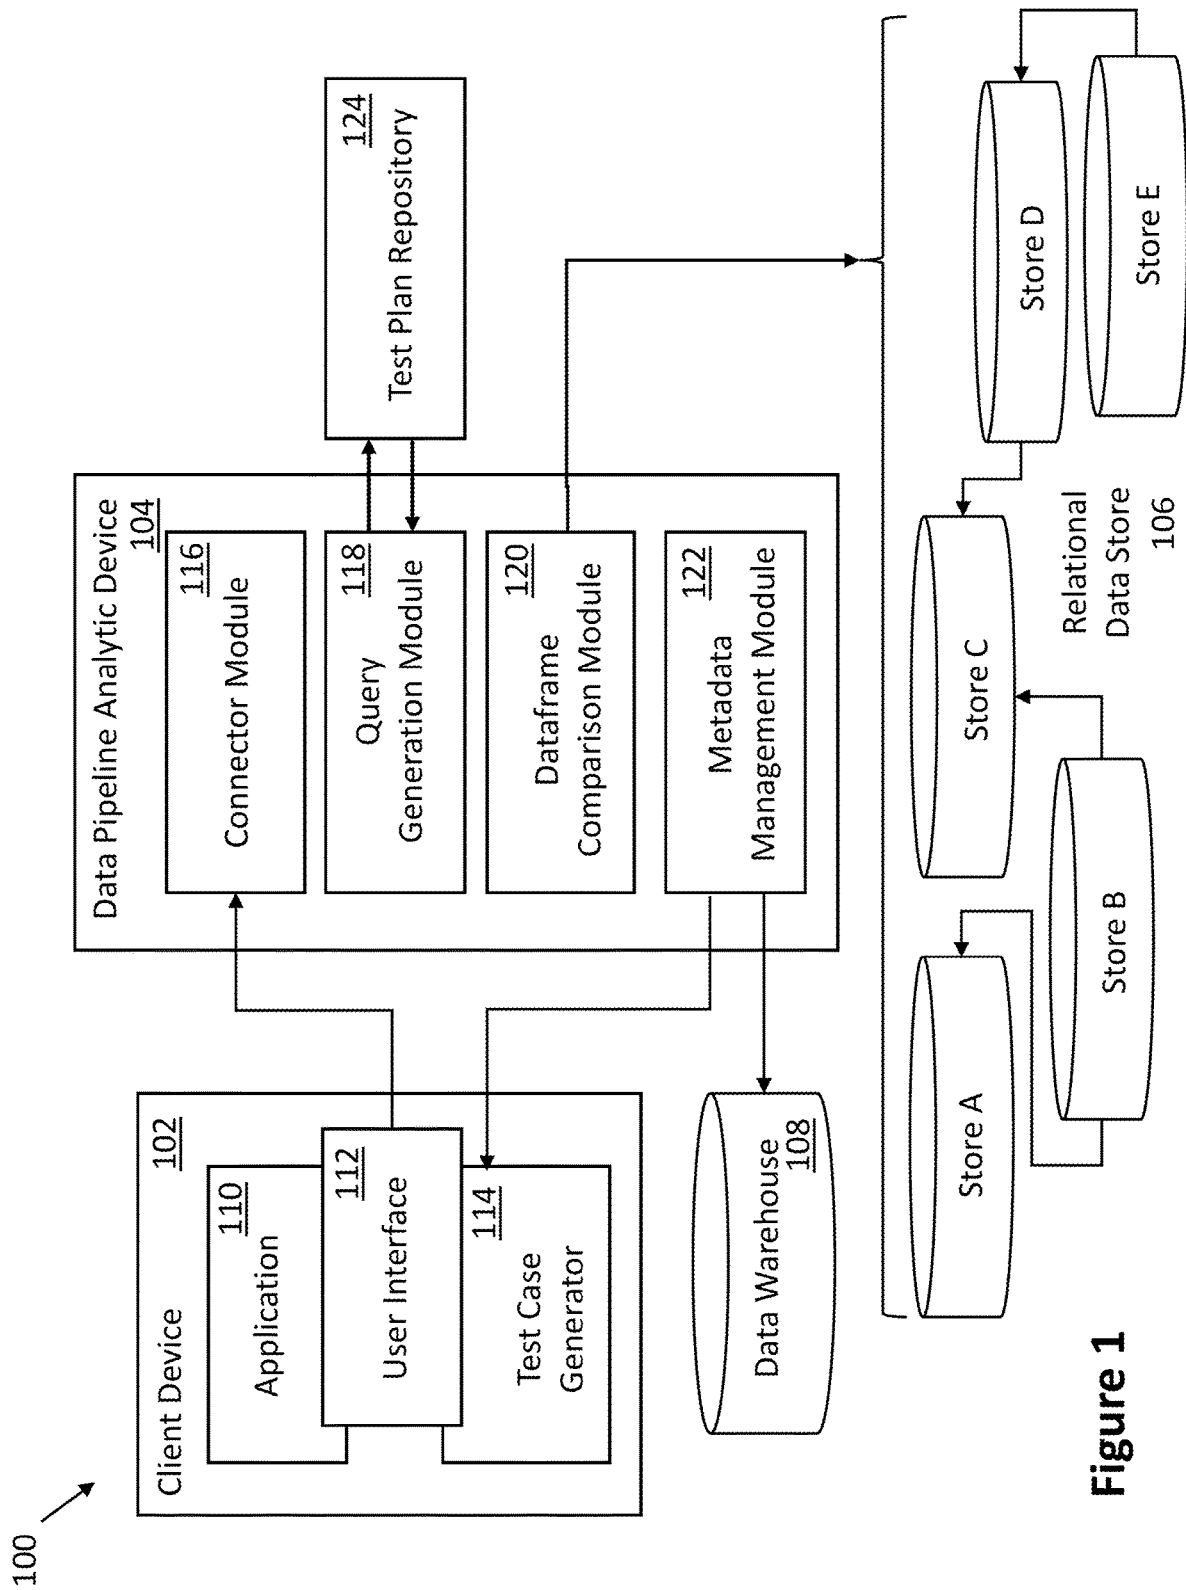 100
Client Device
102
Application
110
User Interface
112
Test Case
Generator
114
Data Warehouse
108
Data Pipeline Analytic Device
104
Connector Module
116
Query
Generation Module
118
Dataframe
Comparison Module
120
Metadata
Management Module
122
Test Plan Repository
124
Store A
Store B
Store C
Store D
Store E
Relational
Data Store
106
Figure 1